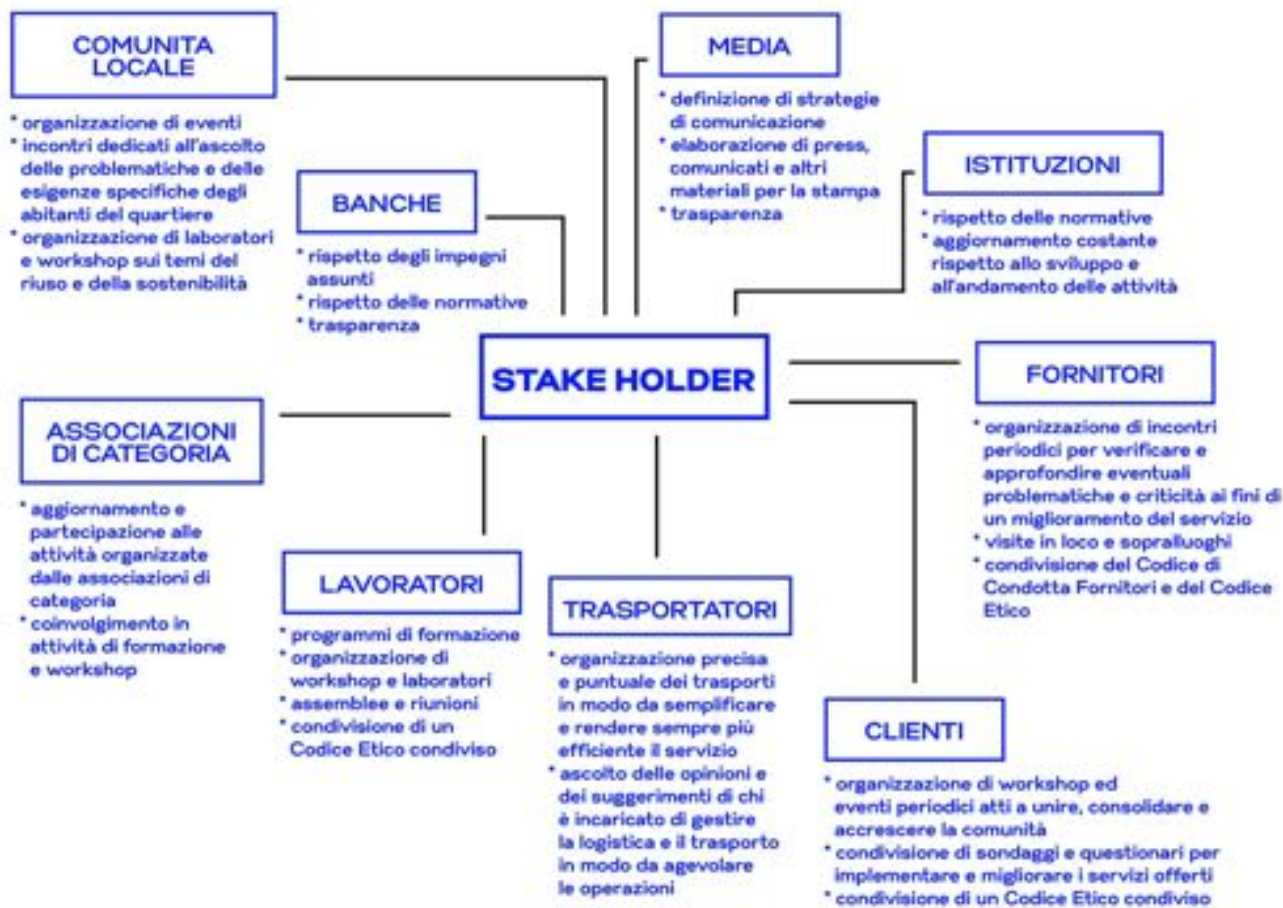 COMUNITA
LOCALE
* organizzazione di eventi
* incontri dedicati all'ascolto
delle problematiche e delle
esigenze specifiche degli
abitanti del quartiere
* organizzazione di laboratori
e workshop sui temi del
riuso e della sostenibilità
BANCHE
* rispetto degli impegni
assunti
* rispetto delle normative
* trasparenza
MEDIA
* definizione di strategie
di comunicazione
* elaborazione di press,
comunicati e altri
materiali per la stampa
* trasparenza
ISTITUZIONI
* rispetto delle normative
* aggiornamento costante
rispetto allo sviluppo e
all'andamento delle attività
STAKE HOLDER
FORNITORI
* organizzazione di incontri
periodici per verificare e
approfondire eventuali
problematiche e criticità ai fini di
un miglioramento del servizio
* visite in loco e sopralluoghi
* condivisione del Codice di
Condotta Fornitori e del Codice
Etico
ASSOCIAZIONI
DI CATEGORIA
* aggiornamento e
partecipazione alle
attività organizzate
dalle associazioni di
categoria
* coinvolgimento in
attività di formazione
e workshop
LAVORATORI
* programmi di formazione
* organizzazione di
workshop e laboratori
* assemblee e riunioni
* condivisione di un
Codice Etico condiviso
TRASPORTATORI
* organizzazione precisa
e puntuale dei trasporti
in modo da semplificare
e rendere sempre più
efficiente il servizio
* ascolto delle opinioni e
dei suggerimenti di chi
è incaricato di gestire
la logistica e il trasporto
in modo da agevolare
le operazioni
CLIENTI
* organizzazione di workshop ed
eventi periodici atti a unire, consolidare e
accrescere la comunità
* condivisione di sondaggi e questionari per
implementare e migliorare i servizi offerti
* condivisione di un Codice Etico condiviso